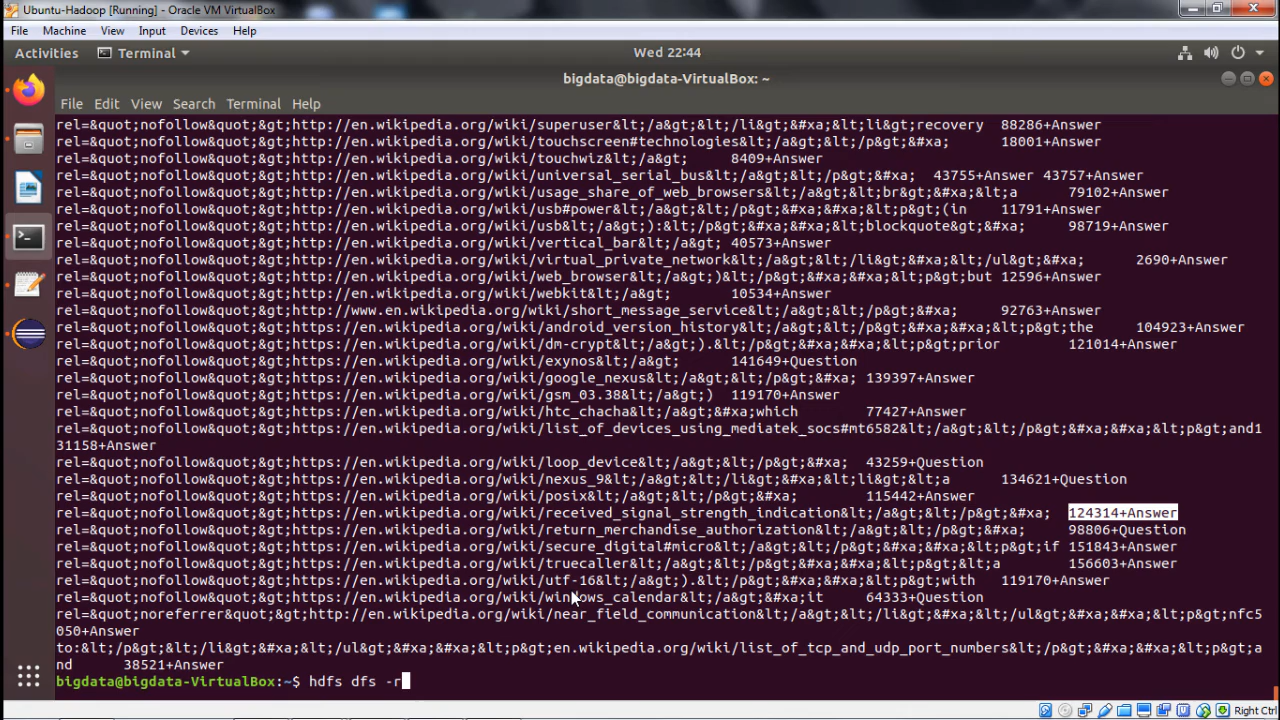 Ubuntu-Hadoop [Running] - Oracle VM VirtualBox
File Machine View Input Devices Help
Activities Terminal Wed 22:44
bigdata@bigdata-VirtualBox: ~
File Edit View Search Terminal Help
rel=&quot;nofollow&quot;&gt;http://en.wikipedia.org/wiki/superuser&lt;/a&gt;&lt;/li&gt;&#xa;&lt;li&gt;recovery 88286+Answer
rel=&quot;nofollow&quot;&gt;http://en.wikipedia.org/wiki/touchscreen#technologies&lt;/a&gt;&lt;/p&gt;&#xa; 18001+Answer
rel=&quot;nofollow&quot;&gt;http://en.wikipedia.org/wiki/touchwiz&lt;/a&gt; 8409+Answer
rel=&quot;nofollow&quot;&gt;http://en.wikipedia.org/wiki/universal_serial_bus&lt;/a&gt;&lt;/p&gt;&#xa; 43755+Answer 43757+Answer
rel=&quot;nofollow&quot;&gt;http://en.wikipedia.org/wiki/usage_share_of_web_browsers&lt;/a&gt;&lt;br&gt;&#xa;&lt;a 79102+Answer
rel=&quot;nofollow&quot;&gt;http://en.wikipedia.org/wiki/usb#power&lt;/a&gt;&lt;/p&gt;&#xa;&#xa;&lt;p&gt;(in 11791+Answer
rel=&quot;nofollow&quot;&gt;http://en.wikipedia.org/wiki/usb&lt;/a&gt;):&lt;/p&gt;&#xa;&#xa;&lt;blockquote&gt;&#xa; 98719+Answer
rel=&quot;nofollow&quot;&gt;http://en.wikipedia.org/wiki/vertical_bar&lt;/a&gt; 40573+Answer
rel=&quot;nofollow&quot;&gt;http://en.wikipedia.org/wiki/virtual_private_network&lt;/a&gt;&lt;/li&gt;&#xa;&lt;/ul&gt;&#xa;&#xa; 2690+Answer
rel=&quot;nofollow&quot;&gt;http://en.wikipedia.org/wiki/web_browser&lt;/a&gt;)&lt;/p&gt;&#xa;&#xa;&lt;p&gt;but 12596+Answer
rel=&quot;nofollow&quot;&gt;http://en.wikipedia.org/wiki/webkit&lt;/a&gt; 10534+Answer
rel=&quot;nofollow&quot;&gt;http://www.en.wikipedia.org/wiki/short_message_service&lt;/a&gt;&lt;/p&gt;&#xa; 92763+Answer
rel=&quot;nofollow&quot;&gt;https://en.wikipedia.org/wiki/android_version_history&lt;/a&gt;&lt;/p&gt;&#xa;&#xa;&lt;p&gt;the 104923+Answer
rel=&quot;nofollow&quot;&gt;https://en.wikipedia.org/wiki/dm-crypt&lt;/a&gt;).&lt;/p&gt;&#xa;&#xa;&lt;p&gt;prior 121014+Answer
rel=&quot;nofollow&quot;&gt;https://en.wikipedia.org/wiki/exynos&lt;/a&gt; 141649+Question
rel=&quot;nofollow&quot;&gt;https://en.wikipedia.org/wiki/google_nexus&lt;/a&gt;&lt;/p&gt;&#xa; 139397+Answer
rel=&quot;nofollow&quot;&gt;https://en.wikipedia.org/wiki/gsm_03.38&lt;/a&gt;) 119170+Answer
rel=&quot;nofollow&quot;&gt;https://en.wikipedia.org/wiki/htc_chacha&lt;/a&gt;&#xa;which 77427+Answer
rel=&quot;nofollow&quot;&gt;https://en.wikipedia.org/wiki/list_of_devices_using_mediatek_socs#mt6582&lt;/a&gt;&lt;/p&gt;&#xa;&#xa;&lt;p&gt;and1
31158+Answer
rel=&quot;nofollow&quot;&gt;https://en.wikipedia.org/wiki/loop_device&lt;/a&gt;&lt;/p&gt;&#xa; 43259+Question
rel=&quot;nofollow&quot;&gt;https://en.wikipedia.org/wiki/nexus_9&lt;/a&gt;&lt;/li&gt;&#xa;&lt;li&gt;&lt;a 134621+Question
rel=&quot;nofollow&quot;&gt;https://en.wikipedia.org/wiki/posix&lt;/a&gt;&lt;/p&gt;&#xa; 115442+Answer
rel=&quot;nofollow&quot;&gt;https://en.wikipedia.org/wiki/received_signal_strength_indication&lt;/a&gt;&lt;/p&gt;&#xa; 124314+Answer
rel=&quot;nofollow&quot;&gt;https://en.wikipedia.org/wiki/return_merchandise_authorization&lt;/a&gt;&lt;/p&gt;&#xa; 98806+Question
rel=&quot;nofollow&quot;&gt;https://en.wikipedia.org/wiki/secure_digital#micro&lt;/a&gt;&lt;/p&gt;&#xa;&#xa;&lt;p&gt;if 151843+Answer
rel=&quot;nofollow&quot;&gt;https://en.wikipedia.org/wiki/truecaller&lt;/a&gt;&lt;/p&gt;&#xa;&#xa;&lt;p&gt;&lt;a 156603+Answer
rel=&quot;nofollow&quot;&gt;https://en.wikipedia.org/wiki/utf-16&lt;/a&gt;).&lt;/p&gt;&#xa;&#xa;&lt;p&gt;with 119170+Answer
rel=&quot;nofollow&quot;&gt;https://en.wikipedia.org/wiki/windows_calendar&lt;/a&gt;&#xa;it 64333+Question
rel=&quot;noreferrer&quot;&gt;http://en.wikipedia.org/wiki/near_field_communication&lt;/a&gt;&lt;/li&gt;&#xa;&lt;/ul&gt;&#xa;&#xa;&lt;p&gt;nfc5
050+Answer
to:&lt;/p&gt;&#xa;&#xa;&lt;/ul&gt;&#xa;&#xa;&lt;p&gt;en.wikipedia.org/wiki/list_of_tcp_and_udp_port_numbers&lt;/p&gt;&#xa;&#xa;&lt;p&gt;a
nd 38521+Answer
bigdata@bigdata-VirtualBox:~$ hdfs dfs -r
Right Ctrl